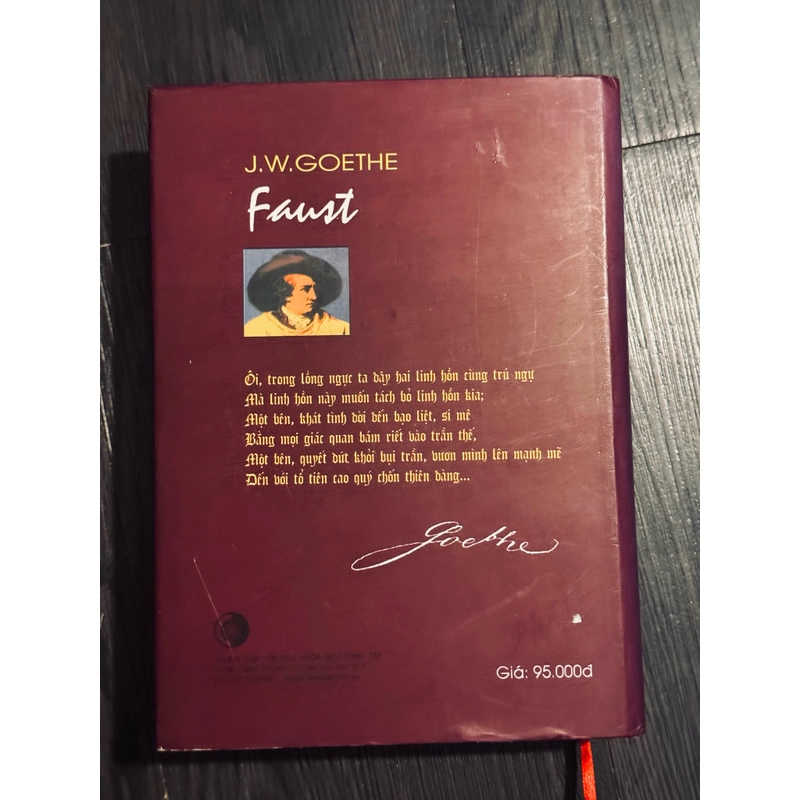 J.W.GOETHE
Faust
Ôi, trong lồng ngực ta đây hai linh hồn cùng trú ngụ
Mà linh hồn này muốn tách bỏ linh hồn kia;
Một bên, khát tình đời đến bạo liệt, si mê
Bằng mọi giác quan bám riết vào trần thế,
Một bên, quyết dứt khỏi bụi trần, vươn mình lên mạnh mẽ
Đến với tổ tiên cao quý chốn thiên đàng...
Goethe
Giá: 95.000đ